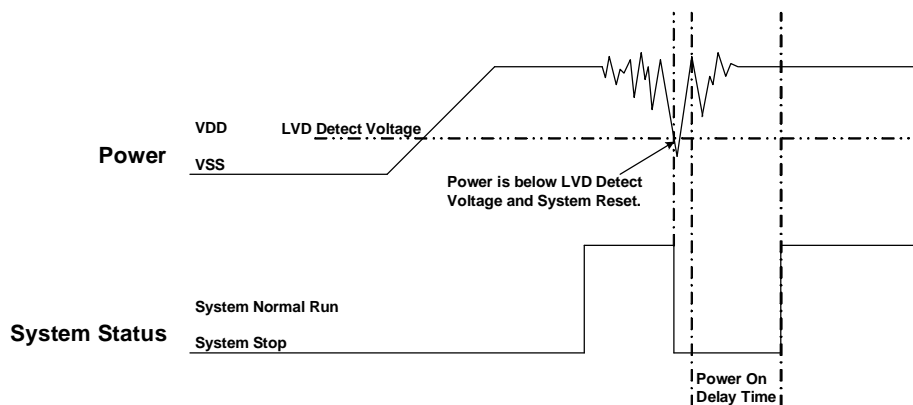 VDD
LVD Detect Voltage
Power
VSS
Power is below LVD Detect
Voltage and System Reset.
System Normal Run
System Status
System Stop
Power On
Delay Time